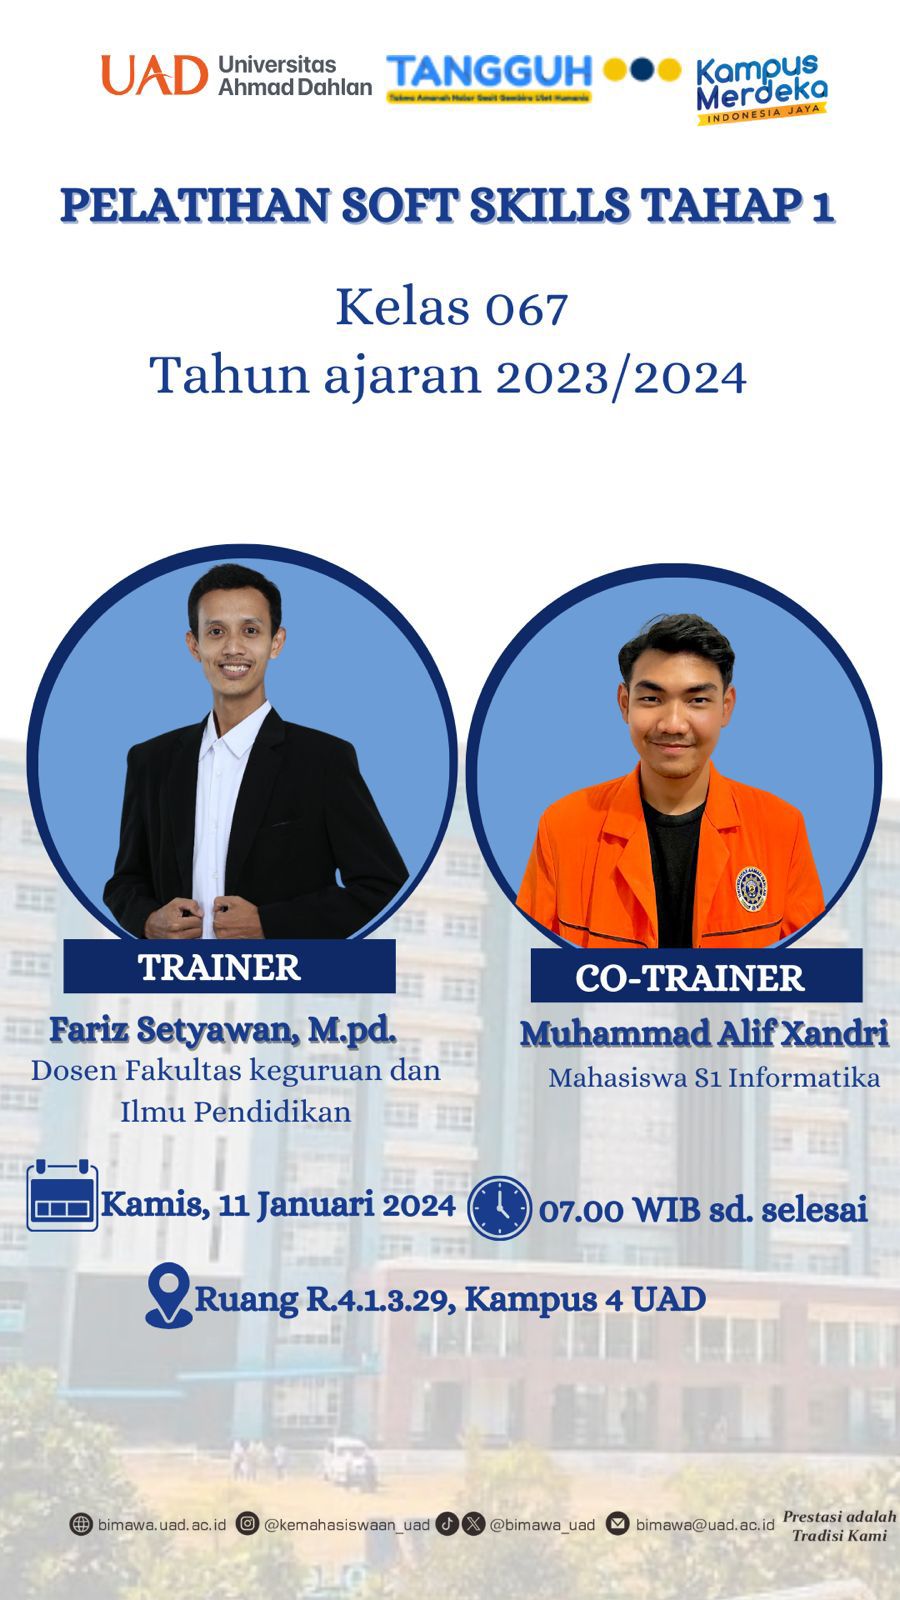 UAD Universitas Ahmad Dahlan
TANGGUH
Kampus Merdeka
INDONESIA JAYA
PELATIHAN SOFT SKILLS TAHAP 1
Kelas 067
Tahun ajaran 2023/2024
TRAINER
Fariz Setyawan, M.pd.
Dosen Fakultas keguruan dan
Ilmu Pendidikan
CO-TRAINER
Muhammad Alif Xandri
Mahasiswa S1 Informatika
Kamis, 11 Januari 2024
07.00 WIB sd. selesai
Ruang R.4.1.3.29, Kampus 4 UAD
bimawa.uad.ac.id @kemahasiswaan_uad @bimawa_uad bimawa@uad.ac.id
Prestasi adalah
Tradisi Kami